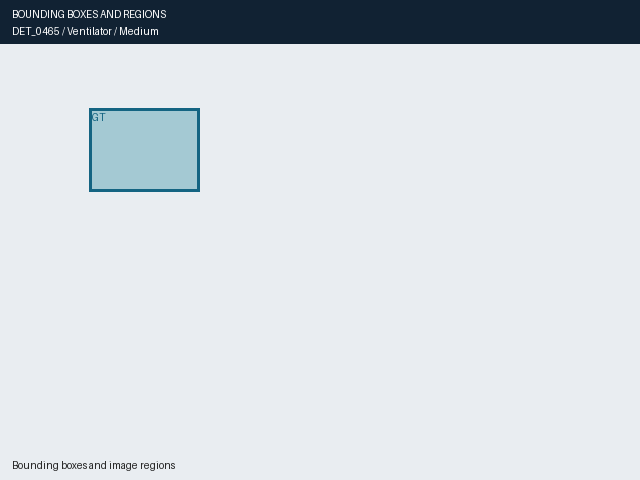 BOUNDING BOXES AND REGIONS
DET_0465 / Ventilator / Medium
GT
Bounding boxes and image regions